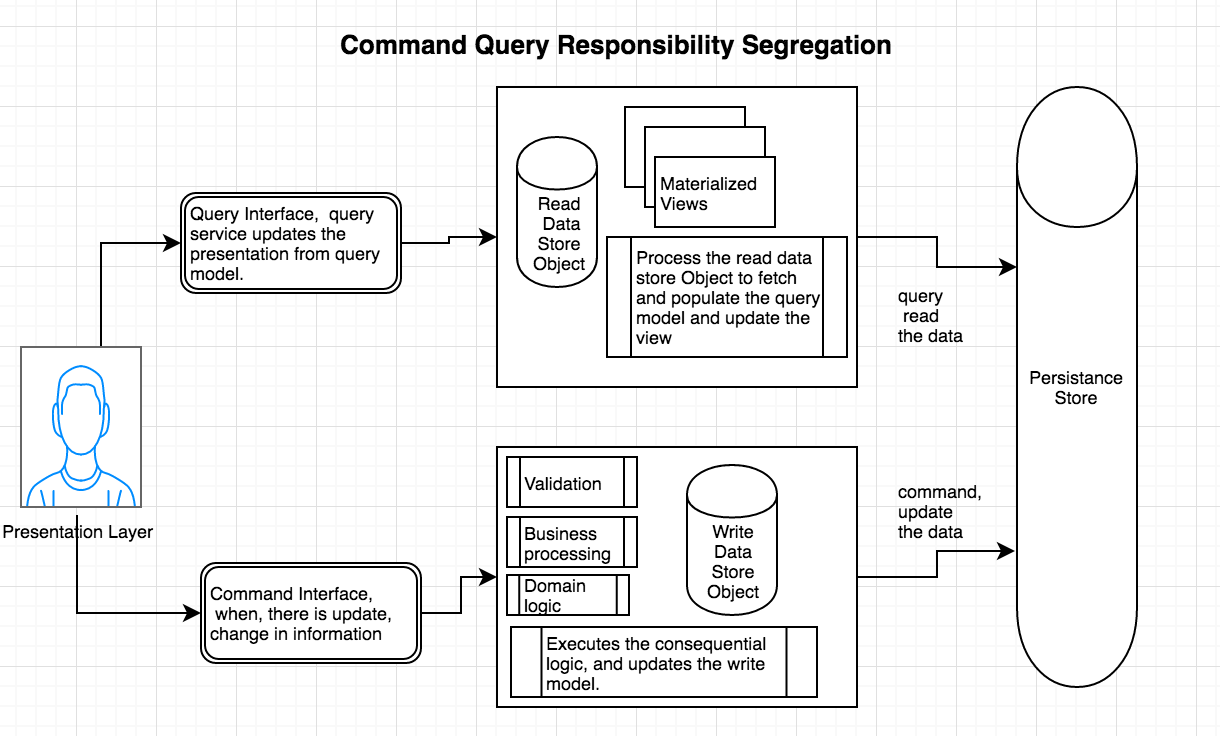 Command Query Responsibility Segregation
Query Interface,  query
service updates the
presentation from query
model.
Read
Data
Store
Object
Materialized
Views
Process the read data
store Object to fetch
and populate the query
model and update the
view
query
read
the data
Persistance
Store
Presentation Layer
Command Interface,
when, there is update,
change in information
Validation
Business
processing
Domain
logic
Write
Data
Store
Object
Executes the consequential
logic, and updates the write
model.
command,
update
the data